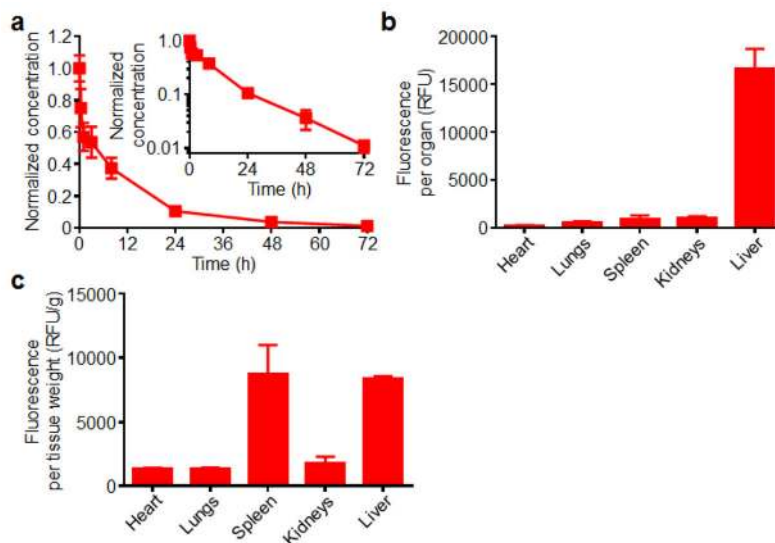 a
Normalized concentration
1.2
1.0
0.8
0.6
0.4
0.2
0
0
12
24
36
48
60
72
Time (h)
Normalized
concentration
1.0
0.1
0.01
0
24
48
72
Time (h)
b
Fluorescence
per organ (RFU)
20000
15000
10000
5000
0
Heart
Lungs
Spleen
Kidneys
Liver
c
Fluorescence
per tissue weight (RFU/g)
15000
10000
5000
0
Heart
Lungs
Spleen
Kidneys
Liver